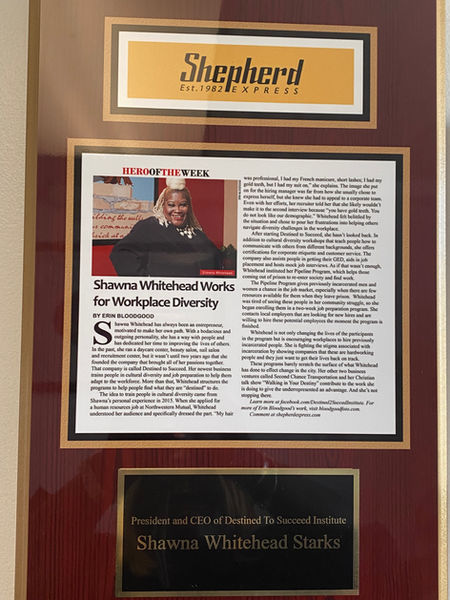 Shepherd
Est. 1982 EXPRESS
HEROOFTHEWEEK
Shawna Whitehead
Shawna Whitehead Works
for Workplace Diversity
BY ERIN BLOODGOOD
Shawna Whitehead has always been an entrepreneur,
motivated to make her own path. With a bodacious and
outgoing personality, she has a way with people and
has dedicated her time to improving the lives of others.
In the past, she ran a daycare center, beauty salon, nail salon
and recruitment center, but it wasn't until two years ago that she
founded the company that brought all of her passions together.
That company is called Destined to Succeed. Her newest business
trains people in cultural diversity and job preparation to help them
adapt to the workforce. More than that, Whitehead structures the
programs to help people find what they are "destined" to do.
The idea to train people in cultural diversity came from
Shawna's personal experience in 2015. When she applied for
a human resources job at Northwestern Mutual, Whitehead
understood her audience and specifically dressed the part. "My hair
was professional, I had my French manicure, short lashes; I had my
gold teeth, but I had my suit on," she explains. The image she put
on for the hiring manager was far from how she usually chose to
express herself, but she knew she had to appeal to a corporate team.
Even with her efforts, her recruiter told her that she likely wouldn't
make it to the second interview because "you have gold teeth. You
do not look like our demographic." Whitehead felt belittled by
the situation and chose to pour her frustrations into helping others
navigate diversity challenges in the workplace.
After starting Destined to Succeed, she hasn't looked back. In
addition to cultural diversity workshops that teach people how to
communicate with others from different backgrounds, she offers
certifications for corporate etiquette and customer service. The
company also assists people in getting their GED, aids in job
placement and hosts mock job interviews. As if that wasn't enough,
Whitehead instituted her Pipeline Program, which helps those
coming out of prison to re-enter society and find work.
The Pipeline Program gives previously incarcerated men and
women a chance in the market, especially when there are few
resources available for them when they leave prison. Whitehead
was tired of seeing these people in her community struggle, so she
began enrolling them in a two-week job preparation program. She
contacts local employers that are looking for new hires and are
willing to hire these potential employees the moment the program is
finished.
Whitehead is not only changing the lives of the participants
in the program but is encouraging workplaces to hire previously
incarcerated people. She is fighting the stigma associated with
incarceration by showing companies that these are hardworking
people and they just want to get their lives back on track.
These programs barely scratch the surface of what Whitehead
has done to effect change in the city. Her other two business
ventures called Second Chance Transportation and her Christian
talk show "Walking in Your Destiny" contribute to the work she
is doing to give the underrepresented an advantage. And she's not
stopping there.
Learn more at facebook.com/Destined2SucceedInstitute. For
more of Erin Bloodgood's work, visit bloodgoodfoto.com.
Comment at shepherdexpress.com
President and CEO of Destined To Succeed Institute
Shawna Whitehead Starks